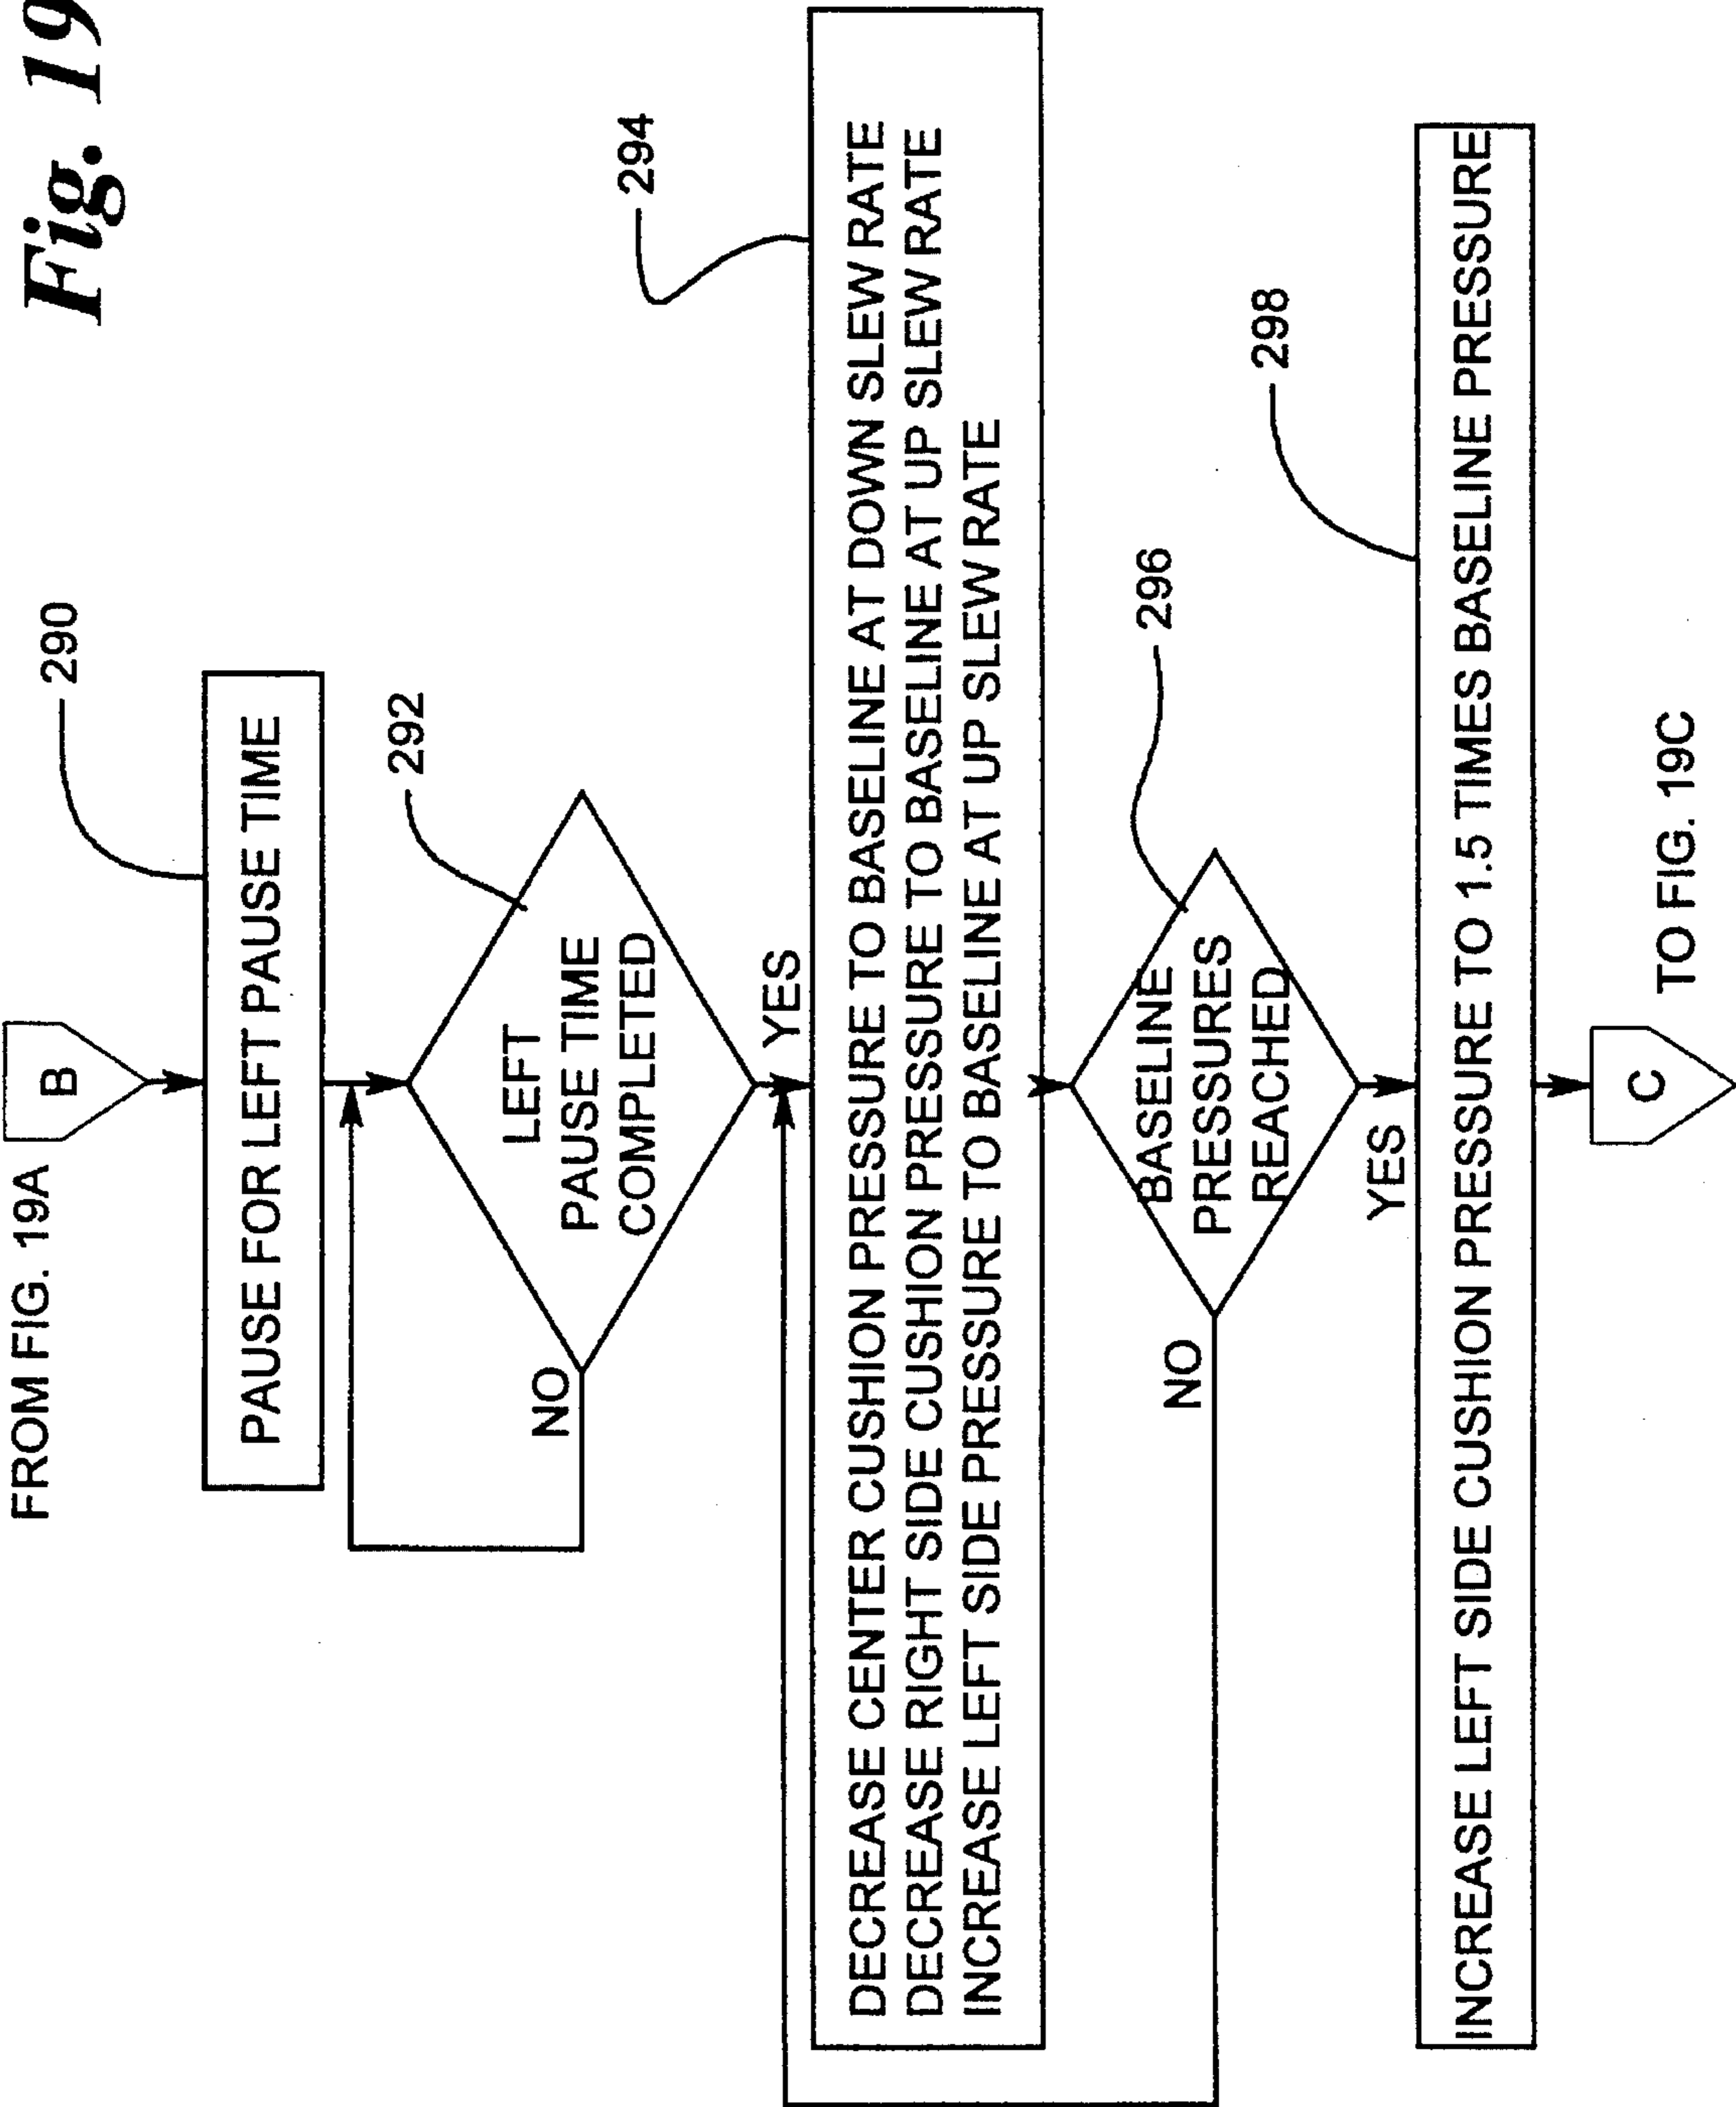 Fig. 19
FROM FIG. 19A
B
290
PAUSE FOR LEFT PAUSE TIME
292
LEFT
PAUSE TIME
COMPLETED
NO
YES
294
DECREASE CENTER CUSHION PRESSURE TO BASELINE AT DOWN SLEW RATE
DECREASE RIGHT SIDE CUSHION PRESSURE TO BASELINE AT UP SLEW RATE
INCREASE LEFT SIDE PRESSURE TO BASELINE AT UP SLEW RATE
296
BASELINE
PRESSURES
REACHED
NO
YES
298
INCREASE LEFT SIDE CUSHION PRESSURE TO 1.5 TIMES BASELINE PRESSURE
C
TO FIG. 19C